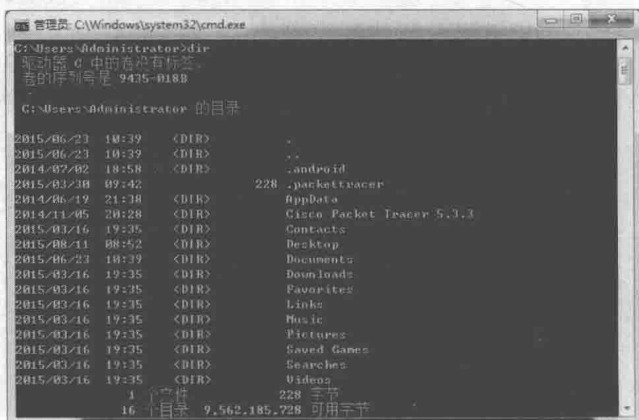 管理员: C:\Windows\system32\cmd.exe
C:\Users\Administrator>dir
驱动器 C 中的卷没有标签。
卷的序列号是 9435-018B
C:\Users\Administrator 的目录
2015/06/23 10:39 <DIR> .
2015/06/23 10:39 <DIR> ..
2014/07/02 18:58 <DIR> .android
2015/03/30 09:42 228 .packettracer
2014/06/19 21:38 <DIR> AppData
2014/11/05 20:28 <DIR> Cisco Packet Tracer 5.3.3
2015/03/16 19:35 <DIR> Contacts
2015/08/11 08:52 <DIR> Desktop
2015/06/23 10:39 <DIR> Documents
2015/03/16 19:35 <DIR> Downloads
2015/03/16 19:35 <DIR> Favorites
2015/03/16 19:35 <DIR> Links
2015/03/16 19:35 <DIR> Music
2015/03/16 19:35 <DIR> Pictures
2015/03/16 19:35 <DIR> Saved Games
2015/03/16 19:35 <DIR> Searches
2015/03/16 19:35 <DIR> Videos
1 个文件 228 字节
16 个目录 9,562,185,728 可用字节